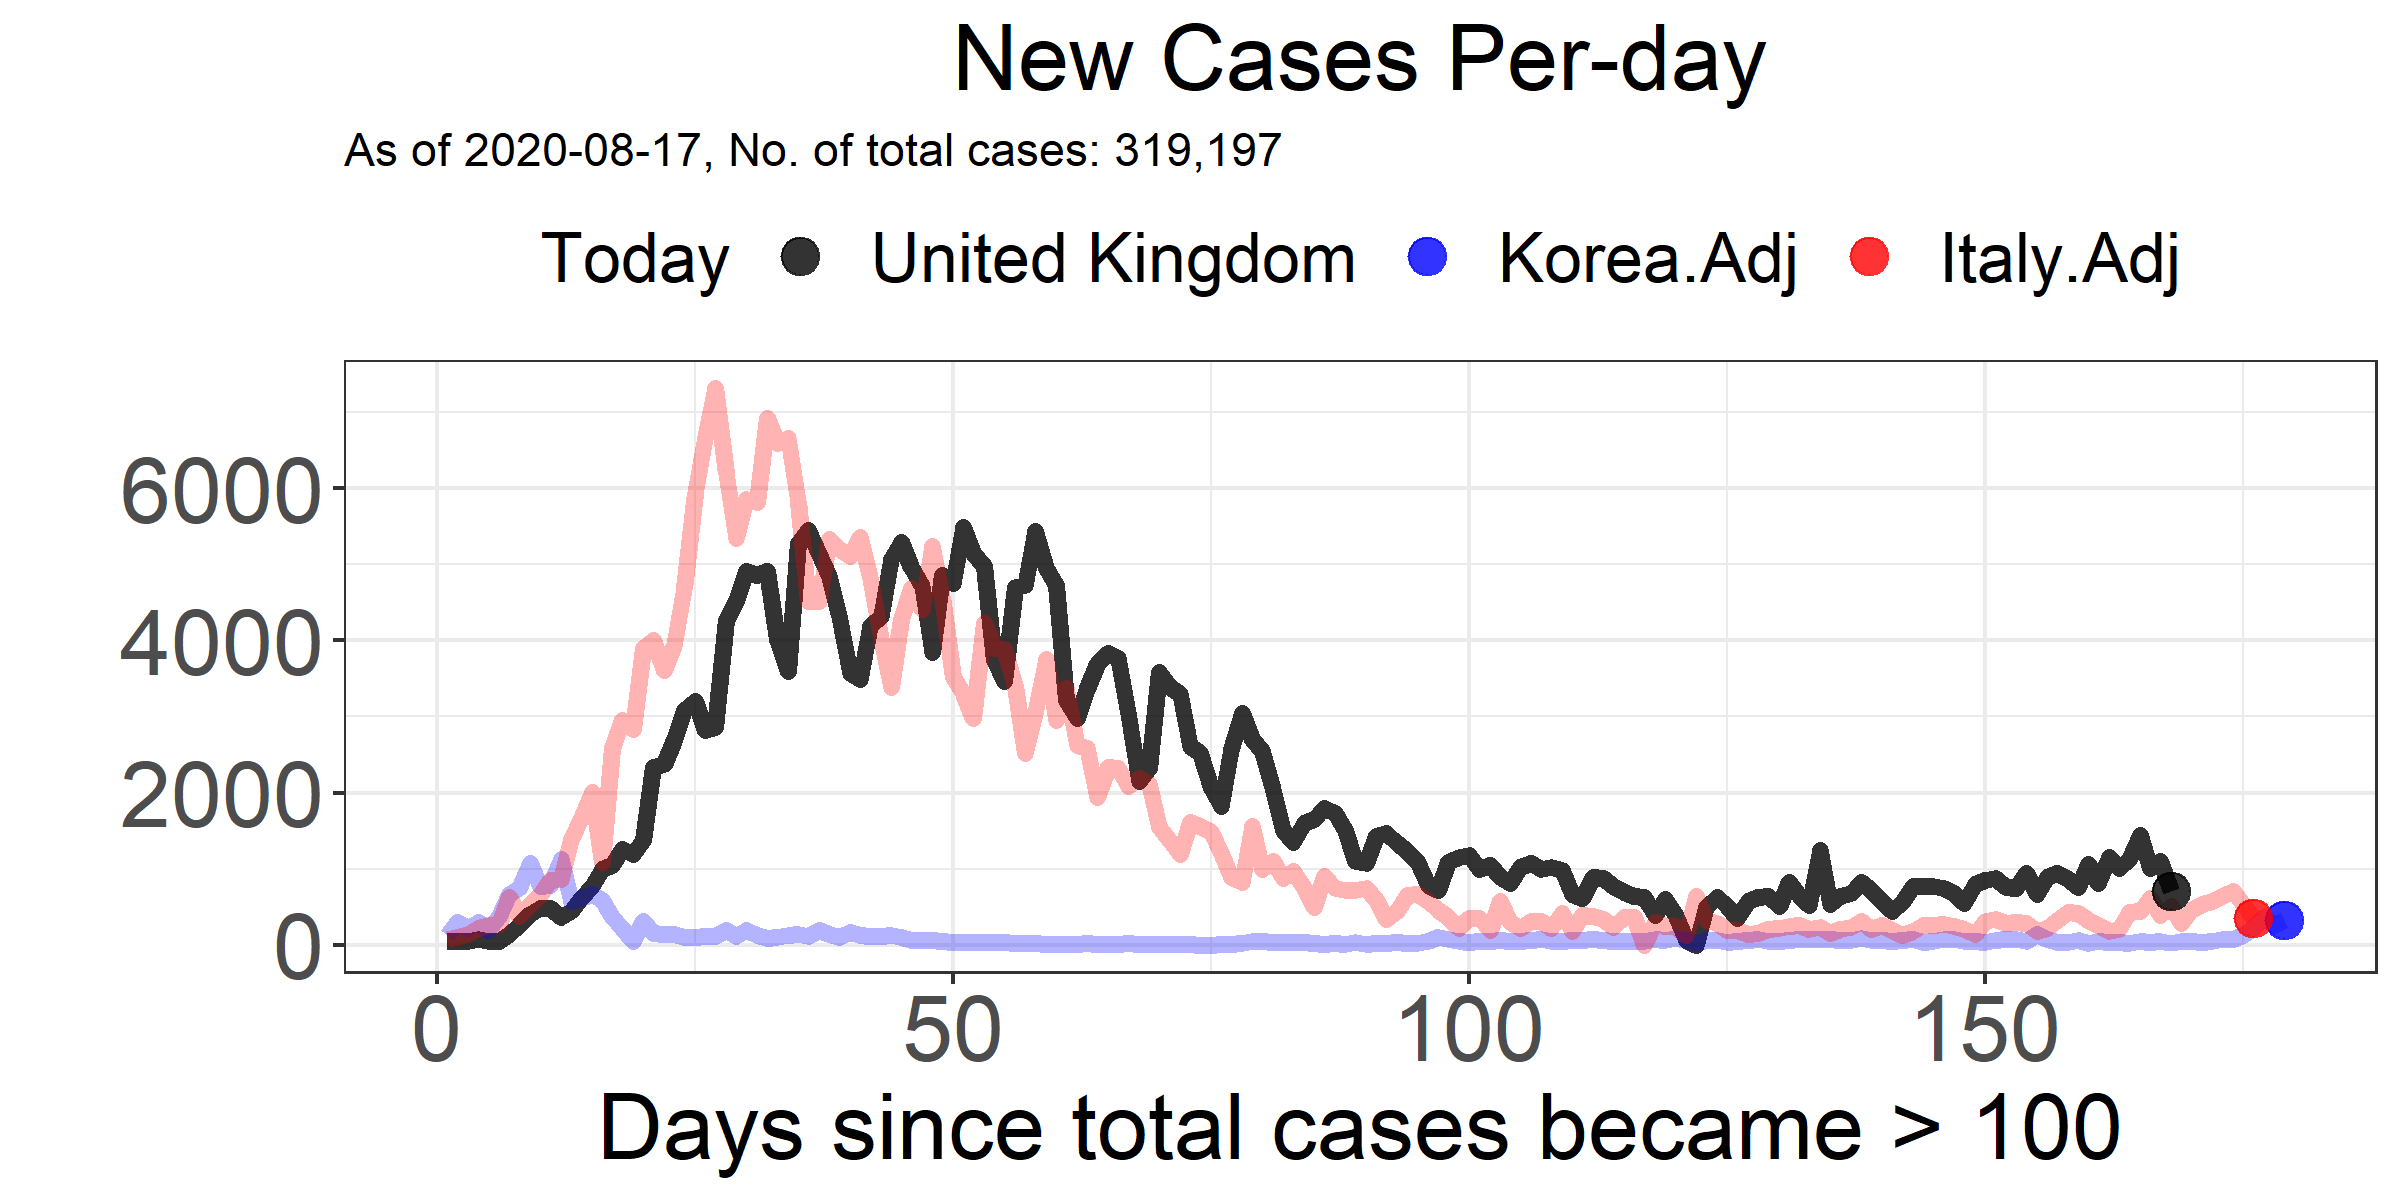 New Cases Per-day
As of 2020-08-17, No. of total cases: 319,197
Today United Kingdom Korea.Adj Italy.Adj
6000
4000
2000
0
0 50 100 150
Days since total cases became > 100